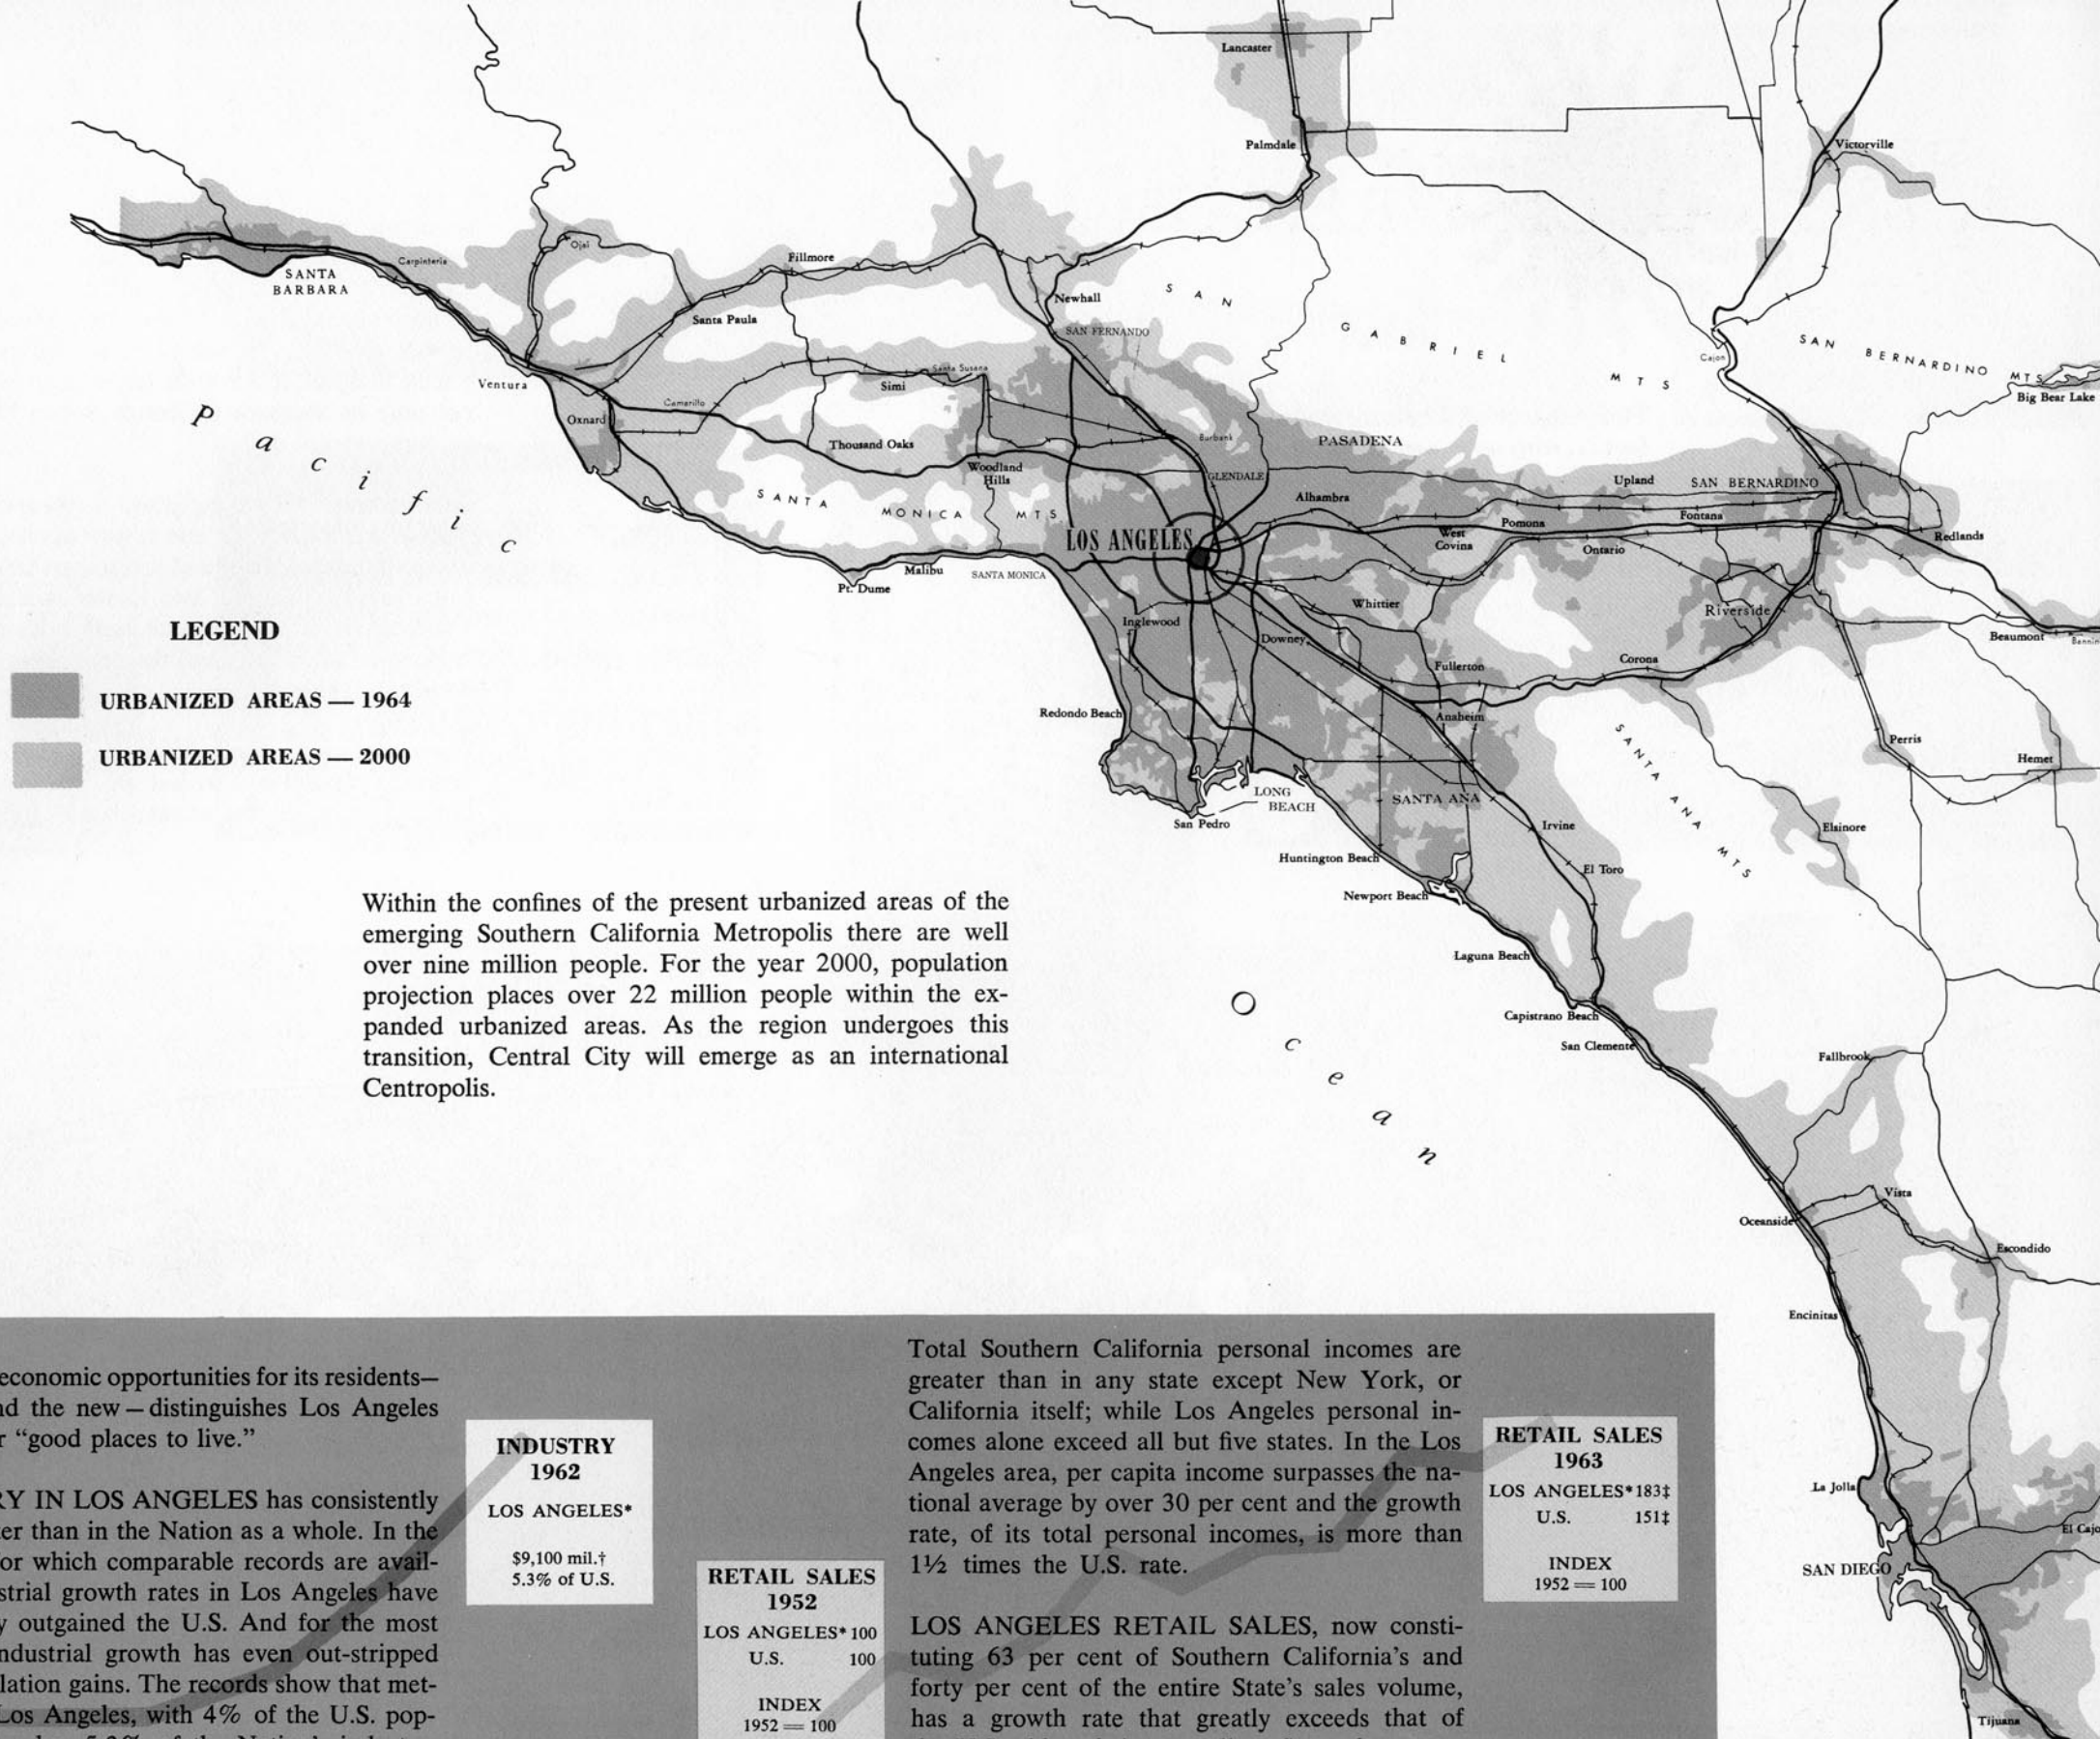 Lancaster
Palmdale
Victorville
Ojai
Carpinteria
SANTA
BARBARA
Fillmore
Santa Paula
Newhall
SAN FERNANDO
SAN
GABRIEL
MTS
SAN BERNARDINO MTS
Cajon
Big Bear Lake
Ventura
Oxnard
Camarillo
Simi
Santa Susana
Thousand Oaks
Woodland
Hills
Burbank
GLENDALE
PASADENA
Alhambra
Upland
SAN BERNARDINO
Fontana
Pomona
West
Covina
Ontario
Redlands
SANTA
MONICA
MTS
LOS ANGELES
Malibu
SANTA MONICA
Pt. Dume
Pacific
Inglewood
Whittier
Downey
Riverside
Beaumont
Fullerton
Corona
LEGEND
URBANIZED AREAS — 1964
URBANIZED AREAS — 2000
Redondo Beach
Anaheim
SANTA ANA MTS
Perris
Hemet
LONG
BEACH
SANTA ANA
San Pedro
Irvine
Elsinore
Huntington Beach
El Toro
Newport Beach
Laguna Beach
Capistrano Beach
San Clemente
Fallbrook
Ocean
Vista
Oceanside
Escondido
Encinitas
La Jolla
El Cajo
SAN DIEGO
Tijuana
Within the confines of the present urbanized areas of the
emerging Southern California Metropolis there are well
over nine million people. For the year 2000, population
projection places over 22 million people within the ex-
panded urbanized areas. As the region undergoes this
transition, Central City will emerge as an international
Centropolis.
economic opportunities for its residents—
nd the new — distinguishes Los Angeles
r “good places to live.”
RY IN LOS ANGELES has consistently
er than in the Nation as a whole. In the
or which comparable records are avail-
strial growth rates in Los Angeles have
y outgained the U.S. And for the most
ndustrial growth has even out-stripped
lation gains. The records show that met-
Los Angeles, with 4% of the U.S. pop-
INDUSTRY
1962
LOS ANGELES*
$9,100 mil.†
5.3% of U.S.
RETAIL SALES
1952
LOS ANGELES* 100
U.S. 100
INDEX
1952 = 100
Total Southern California personal incomes are
greater than in any state except New York, or
California itself; while Los Angeles personal in-
comes alone exceed all but five states. In the Los
Angeles area, per capita income surpasses the na-
tional average by over 30 per cent and the growth
rate, of its total personal incomes, is more than
1½ times the U.S. rate.
LOS ANGELES RETAIL SALES, now consti-
tuting 63 per cent of Southern California’s and
forty per cent of the entire State’s sales volume,
has a growth rate that greatly exceeds that of
RETAIL SALES
1963
LOS ANGELES* 183‡
U.S. 151‡
INDEX
1952 = 100